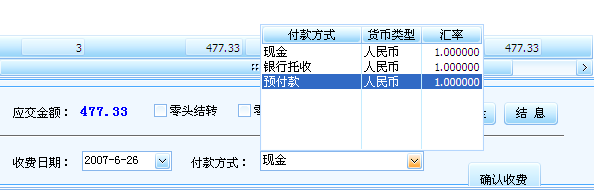 付款方式 货币类型 汇率
3 477.33 477.33
现金 人民币 1.000000
银行托收 人民币 1.000000
预付款 人民币 1.000000
应交金额： 477.33 零头结转 结 息
收费日期： 2007-6-26 付款方式： 现金
确认收费